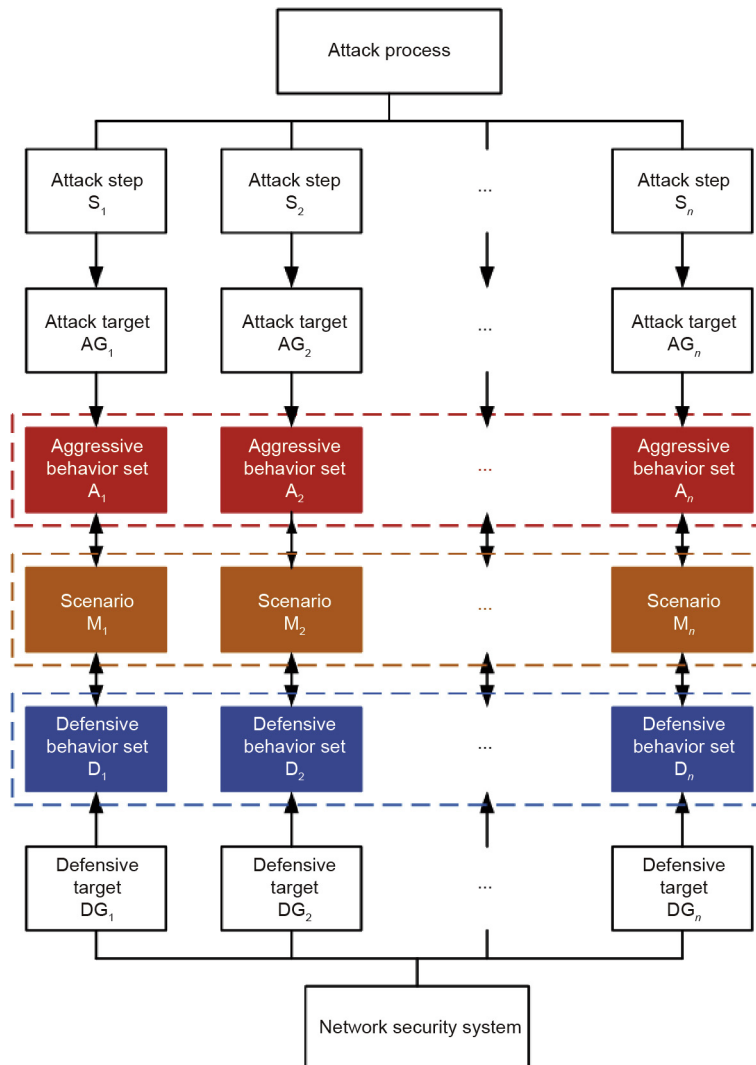 Attack process
Attack step
S₁
Attack step
S₂
...
Attack step
Sₙ
Attack target
AG₁
Attack target
AG₂
...
Attack target
AGₙ
Aggressive
behavior set
A₁
Aggressive
behavior set
A₂
...
Aggressive
behavior set
Aₙ
Scenario
M₁
Scenario
M₂
...
Scenario
Mₙ
Defensive
behavior set
D₁
Defensive
behavior set
D₂
...
Defensive
behavior set
Dₙ
Defensive
target
DG₁
Defensive
target
DG₂
...
Defensive
target
DGₙ
Network security system